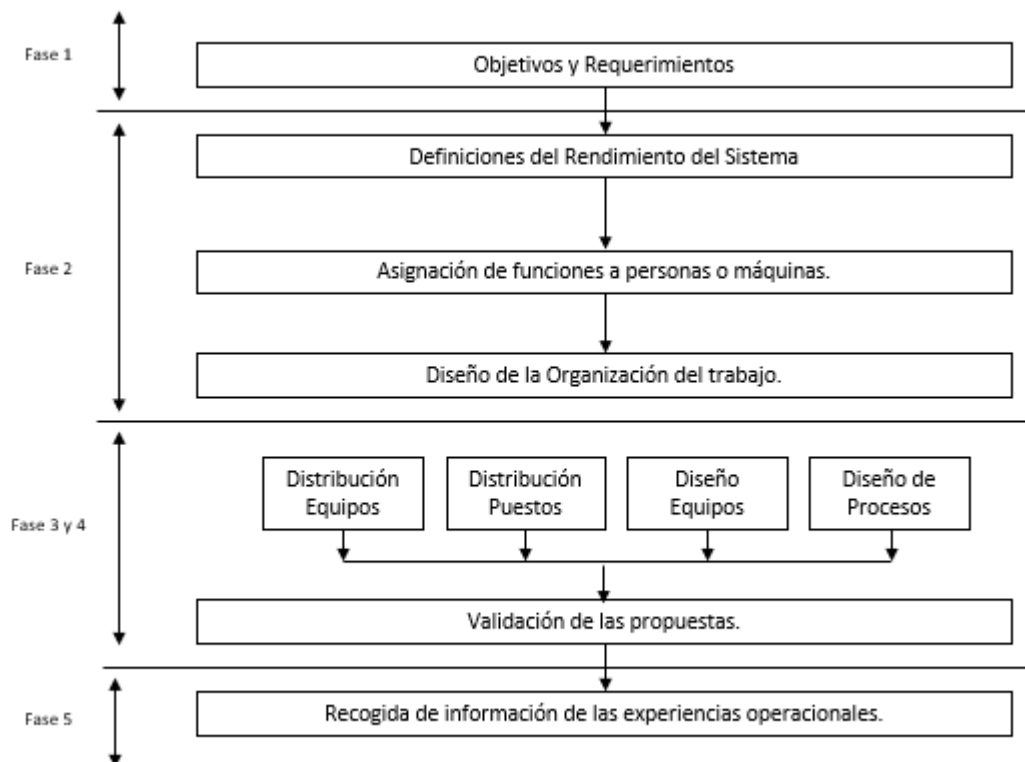 Fase 1
Objetivos y Requerimientos
Definiciones del Rendimiento del Sistema
Fase 2
Asignación de funciones a personas o máquinas.
Diseño de la Organización del trabajo.
Fase 3 y 4
Distribución
Equipos
Distribución
Puestos
Diseño
Equipos
Diseño de
Procesos
Validación de las propuestas.
Fase 5
Recogida de información de las experiencias operacionales.